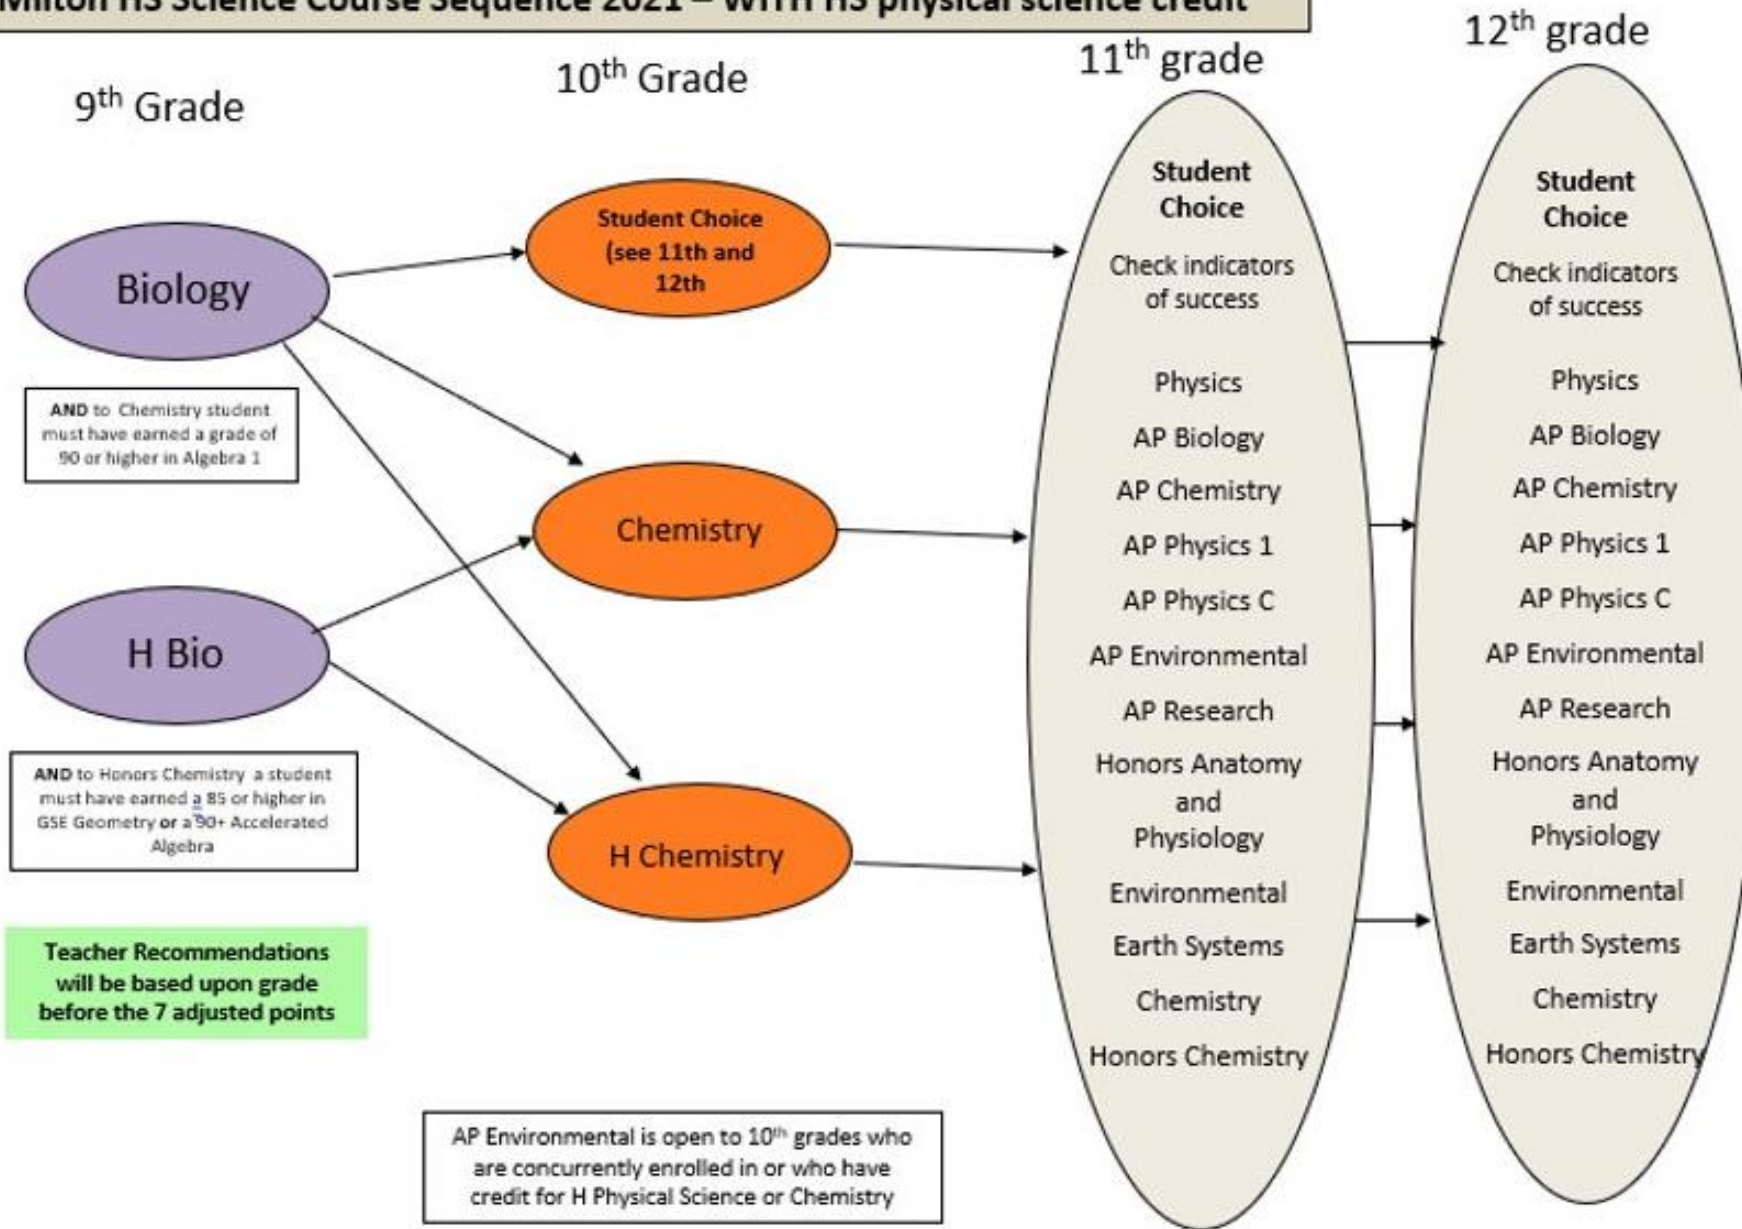 Milton HS Science Course Sequence 2021 – WITH HS physical science credit
9th Grade
10th Grade
11th grade
12th grade
Biology
AND to Chemistry student
must have earned a grade of
90 or higher in Algebra 1
H Bio
AND to Honors Chemistry a student
must have earned a 85 or higher in
GSE Geometry or a 90+ Accelerated
Algebra
Teacher Recommendations
will be based upon grade
before the 7 adjusted points
Student Choice
(see 11th and
12th
Chemistry
H Chemistry
AP Environmental is open to 10th grades who
are concurrently enrolled in or who have
credit for H Physical Science or Chemistry
Student
Choice
Check indicators
of success
Physics
AP Biology
AP Chemistry
AP Physics 1
AP Physics C
AP Environmental
AP Research
Honors Anatomy
and
Physiology
Environmental
Earth Systems
Chemistry
Honors Chemistry
Student
Choice
Check indicators
of success
Physics
AP Biology
AP Chemistry
AP Physics 1
AP Physics C
AP Environmental
AP Research
Honors Anatomy
and
Physiology
Environmental
Earth Systems
Chemistry
Honors Chemistry